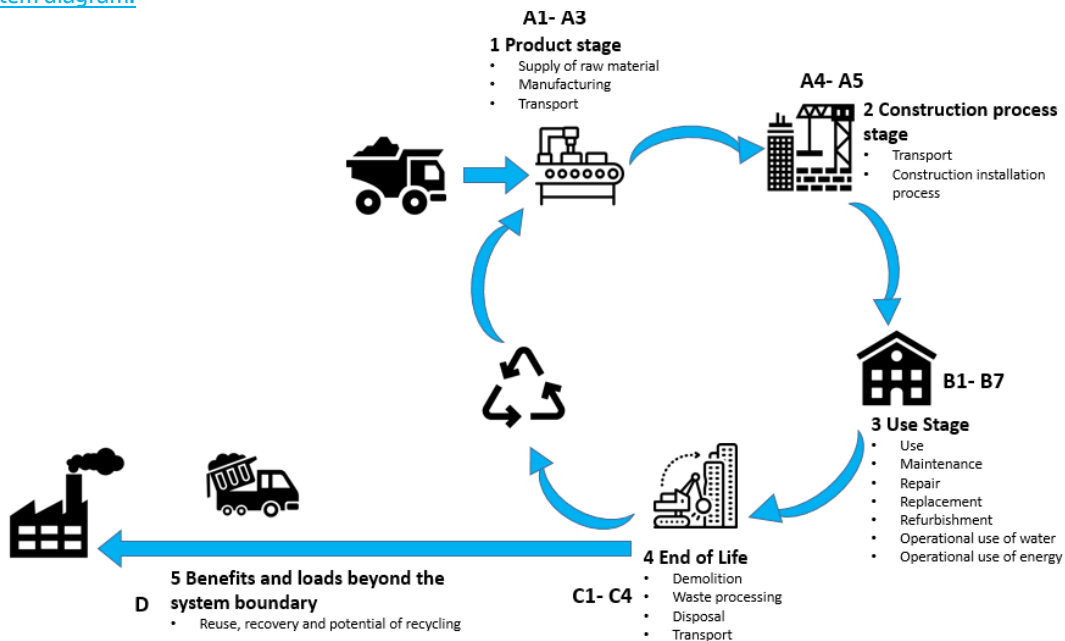 tem diagram.
A1- A3
1 Product stage
• Supply of raw material
• Manufacturing
• Transport
A4- A5
2 Construction process
stage
• Transport
• Construction installation
process
B1- B7
3 Use Stage
• Use
• Maintenance
• Repair
• Replacement
• Refurbishment
• Operational use of water
• Operational use of energy
4 End of Life
C1- C4
• Demolition
• Waste processing
• Disposal
• Transport
5 Benefits and loads beyond the
D system boundary
• Reuse, recovery and potential of recycling